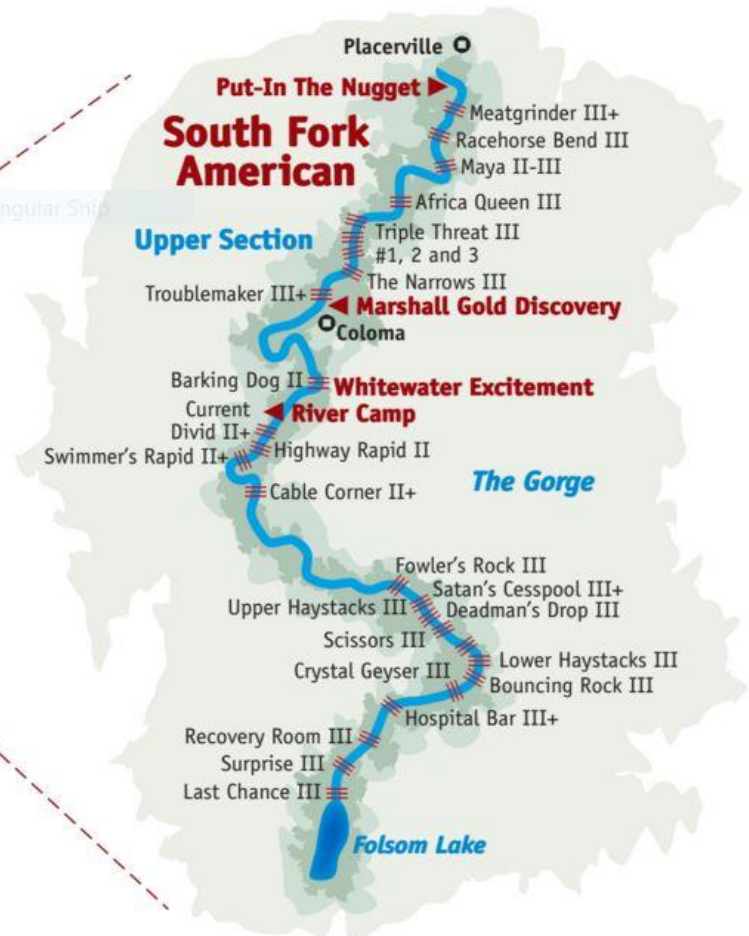 Placerville
Put-In The Nugget
Meatgrinder III+
South Fork
American
Racehorse Bend III
Maya II-III
ngular Snip
Africa Queen III
Upper Section
Triple Threat III
#1, 2 and 3
The Narrows III
Troublemaker III+
Marshall Gold Discovery
Coloma
Barking Dog II
Whitewater Excitement
River Camp
Current
Divid II+
Highway Rapid II
Swimmer's Rapid II+
The Gorge
Cable Corner II+
Fowler's Rock III
Satan's Cesspool III+
Upper Haystacks III
Deadman's Drop III
Scissors III
Lower Haystacks III
Crystal Geyser III
Bouncing Rock III
Hospital Bar III+
Recovery Room III
Surprise III
Last Chance III
Folsom Lake